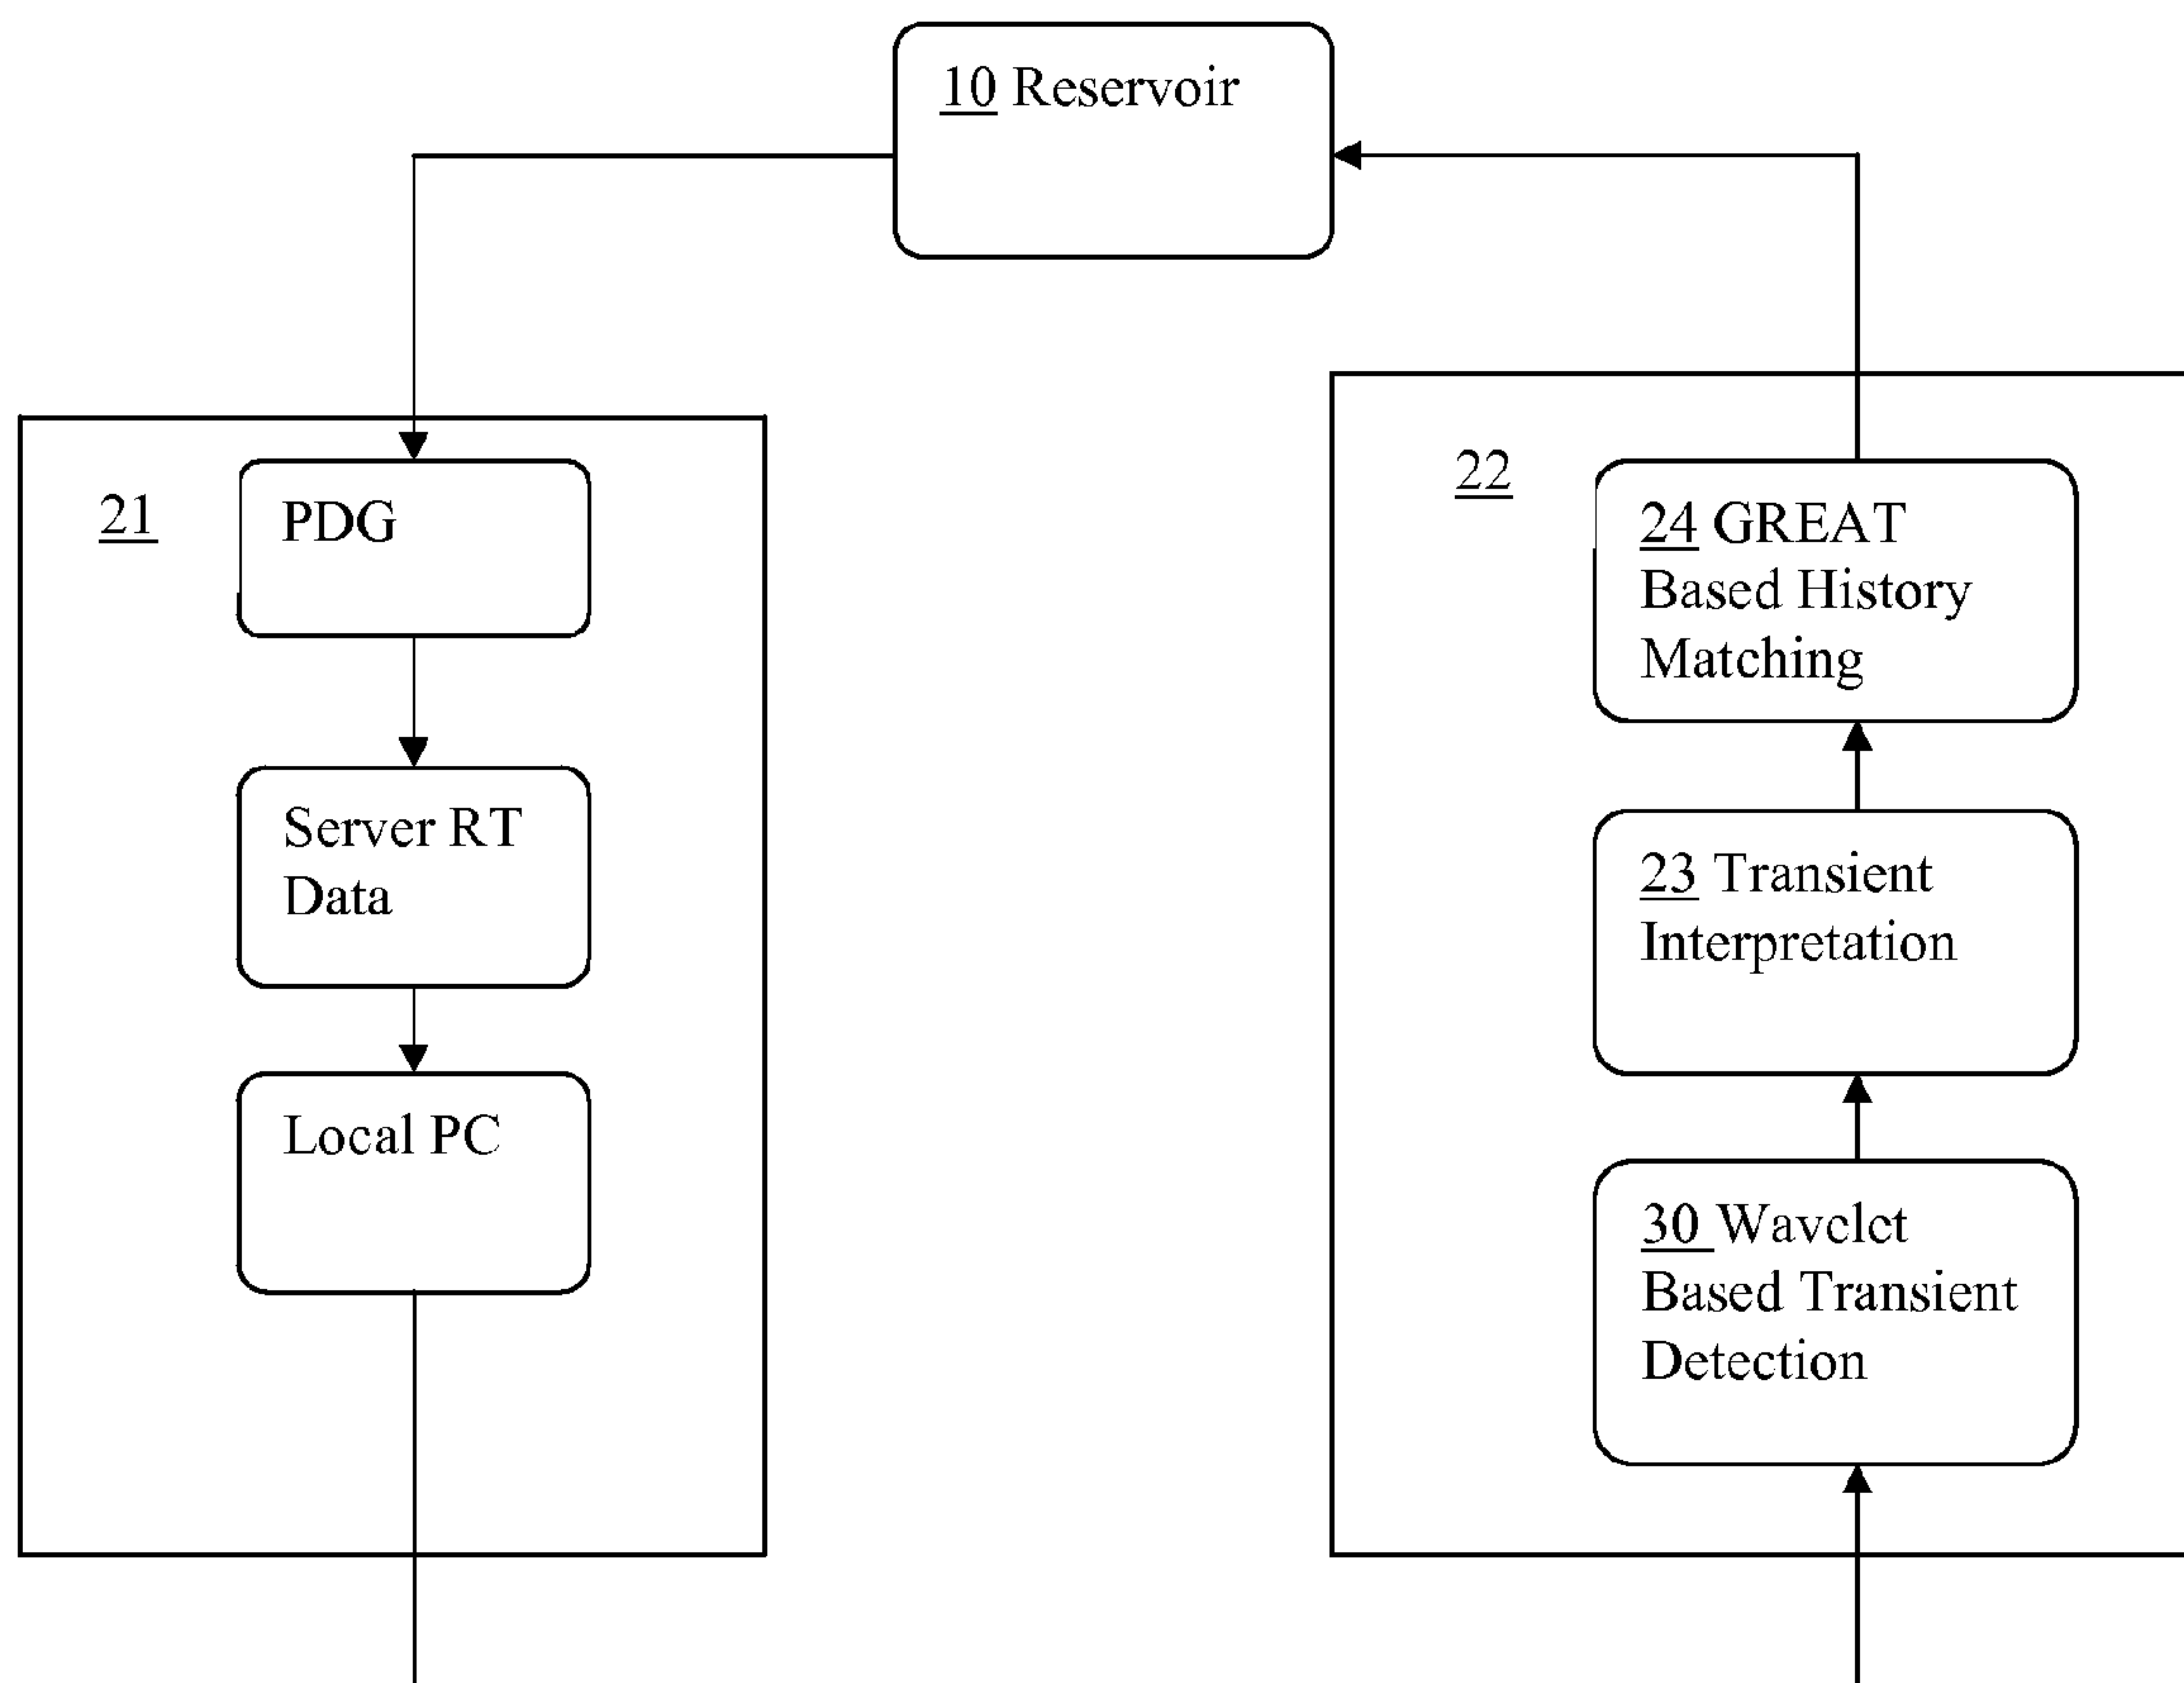 10 Reservoir
21
PDG
Server RT
Data
Local PC
22
24 GREAT
Based History
Matching
23 Transient
Interpretation
30 Wavelet
Based Transient
Detection